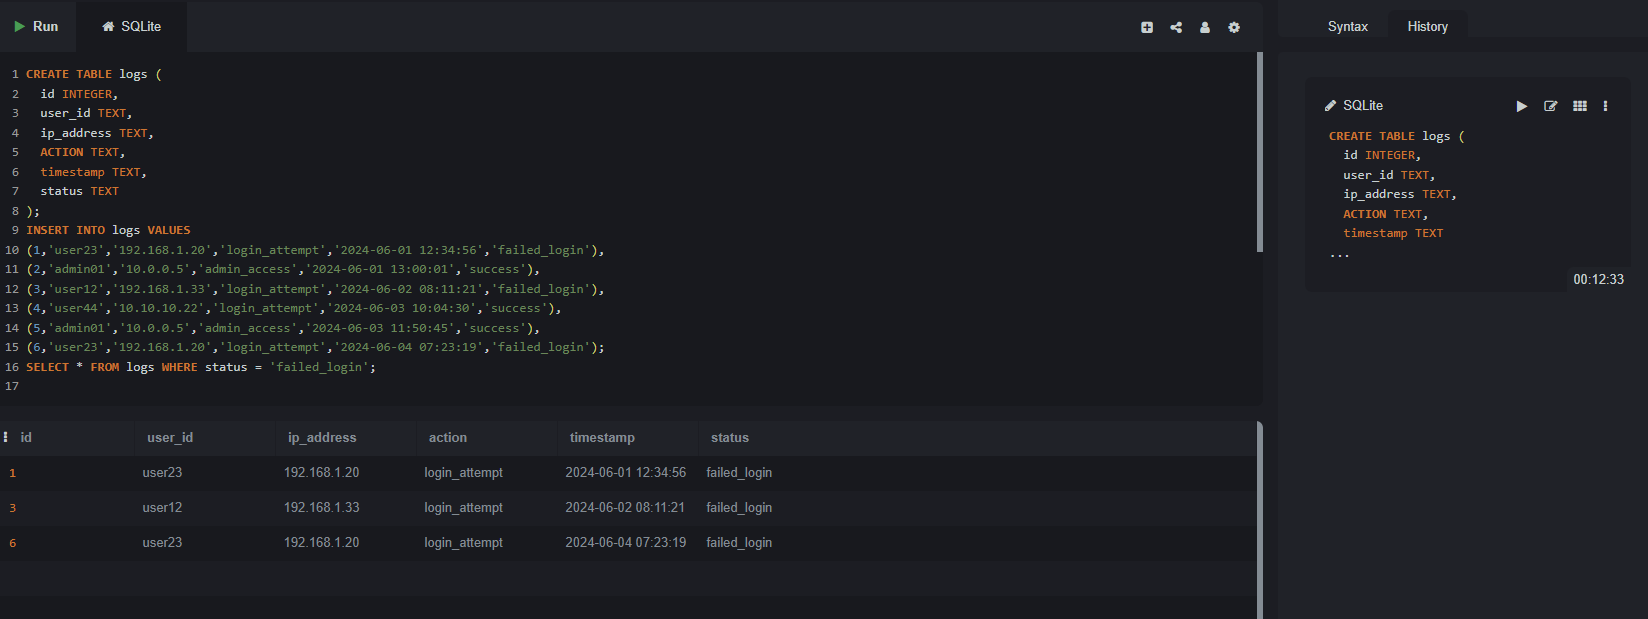 Run SQLite
Syntax History
1 CREATE TABLE logs (
2 id INTEGER,
3 user_id TEXT,
4 ip_address TEXT,
5 ACTION TEXT,
6 timestamp TEXT,
7 status TEXT
8 );
9 INSERT INTO logs VALUES
10 (1,'user23','192.168.1.20','login_attempt','2024-06-01 12:34:56','failed_login'),
11 (2,'admin01','10.0.0.5','admin_access','2024-06-01 13:00:01','success'),
12 (3,'user12','192.168.1.33','login_attempt','2024-06-02 08:11:21','failed_login'),
13 (4,'user44','10.10.10.22','login_attempt','2024-06-03 10:04:30','success'),
14 (5,'admin01','10.0.0.5','admin_access','2024-06-03 11:50:45','success'),
15 (6,'user23','192.168.1.20','login_attempt','2024-06-04 07:23:19','failed_login');
16 SELECT * FROM logs WHERE status = 'failed_login';
17
id user_id ip_address action timestamp status
1 user23 192.168.1.20 login_attempt 2024-06-01 12:34:56 failed_login
3 user12 192.168.1.33 login_attempt 2024-06-02 08:11:21 failed_login
6 user23 192.168.1.20 login_attempt 2024-06-04 07:23:19 failed_login
SQLite
CREATE TABLE logs (
id INTEGER,
user_id TEXT,
ip_address TEXT,
ACTION TEXT,
timestamp TEXT
...
00:12:33